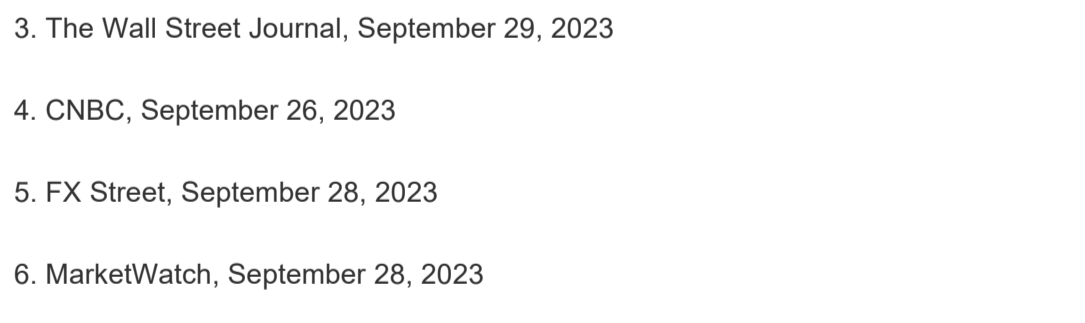 3. The Wall Street Journal, September 29, 2023
4. CNBC, September 26, 2023
5. FX Street, September 28, 2023
6. MarketWatch, September 28, 2023